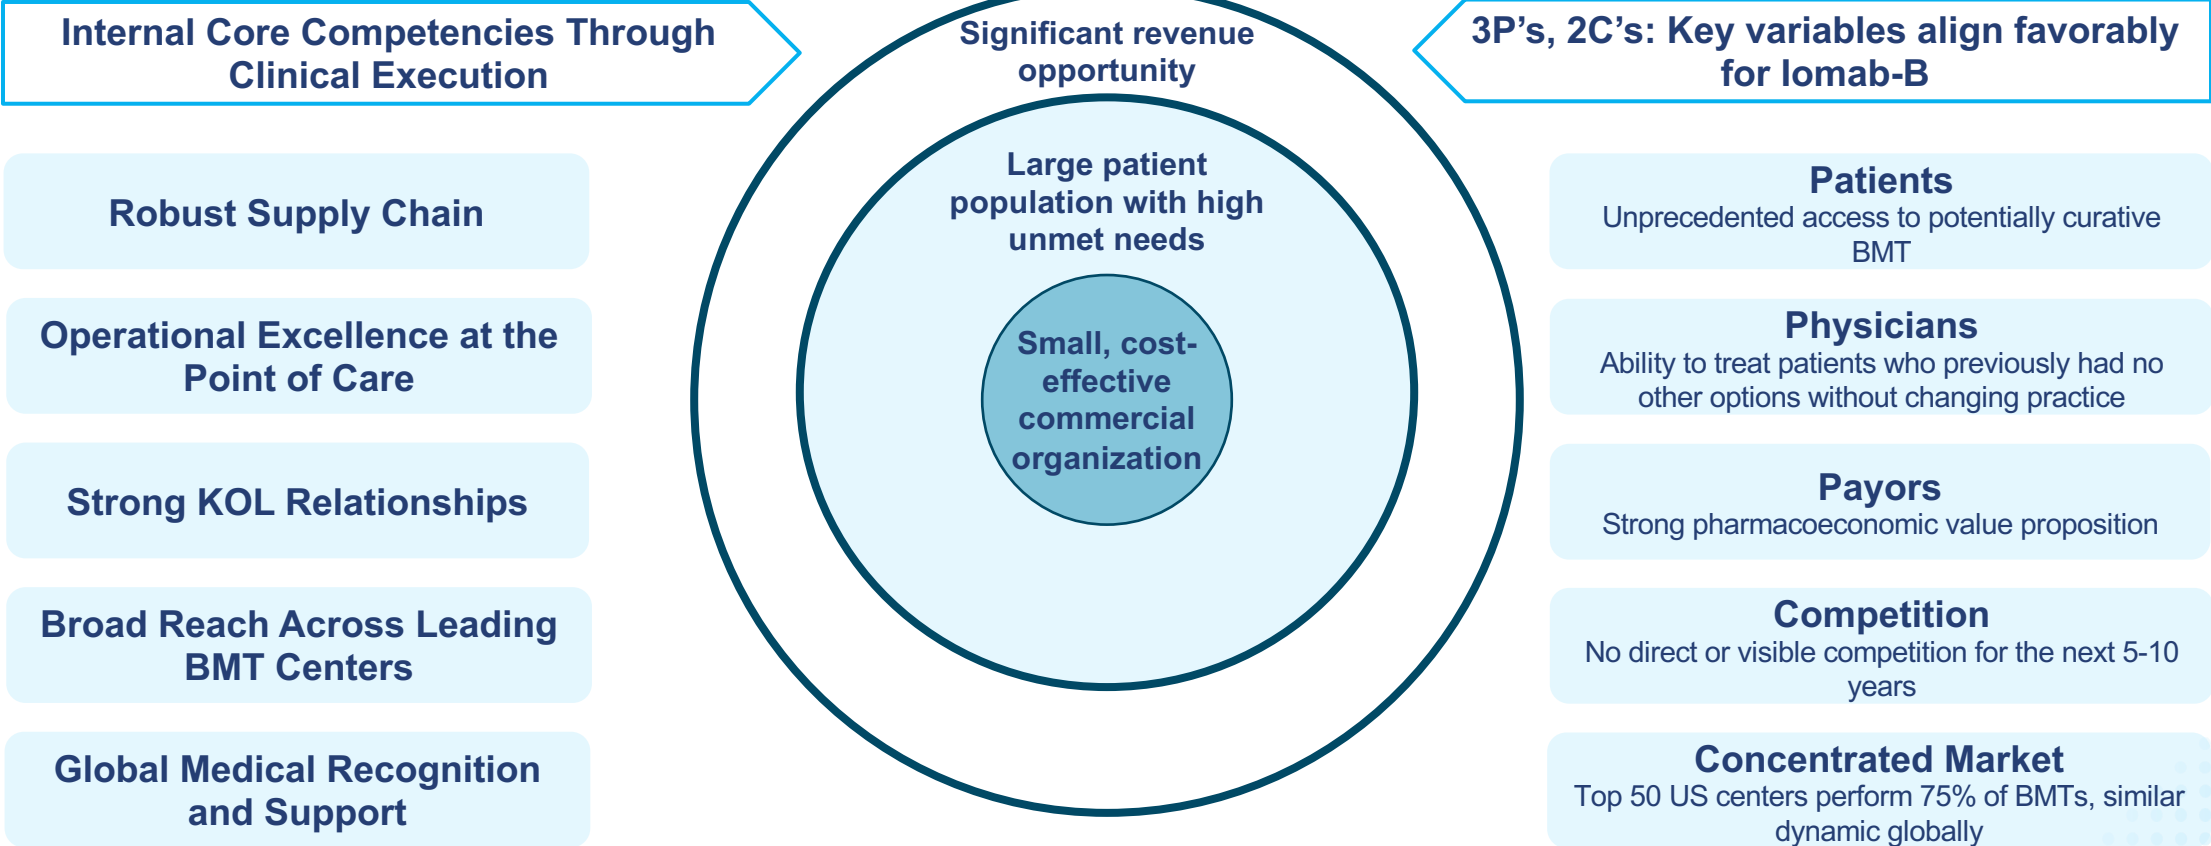 Internal Core Competencies Through
Clinical Execution
Robust Supply Chain
Operational Excellence at the
Point of Care
Strong KOL Relationships
Broad Reach Across Leading
BMT Centers
Global Medical Recognition
and Support
Significant revenue
opportunity
Large patient
population with high
unmet needs
Small, cost-
effective
commercial
organization
3P’s, 2C’s: Key variables align favorably
for Iomab-B
Patients
Unprecedented access to potentially curative
BMT
Physicians
Ability to treat patients who previously had no
other options without changing practice
Payors
Strong pharmacoeconomic value proposition
Competition
No direct or visible competition for the next 5-10
years
Concentrated Market
Top 50 US centers perform 75% of BMTs, similar
dynamic globally